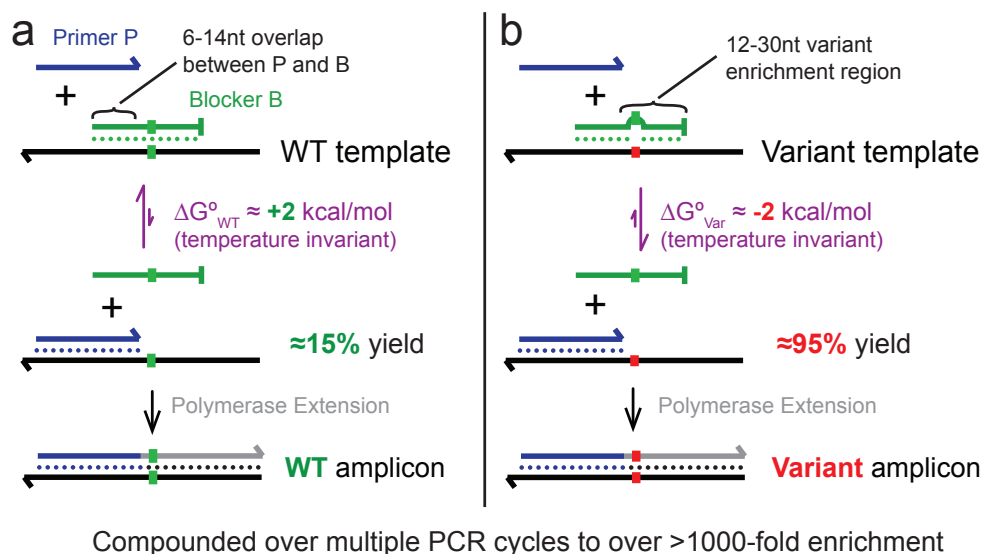 a
Primer P
6-14nt overlap
between P and B
+
Blocker B
WT template
ΔG°WT ≈ +2 kcal/mol
(temperature invariant)
+
≈15% yield
Polymerase Extension
WT amplicon
b
12-30nt variant
enrichment region
+
Variant template
ΔG°Var ≈ -2 kcal/mol
(temperature invariant)
+
≈95% yield
Polymerase Extension
Variant amplicon
Compounded over multiple PCR cycles to over >1000-fold enrichment